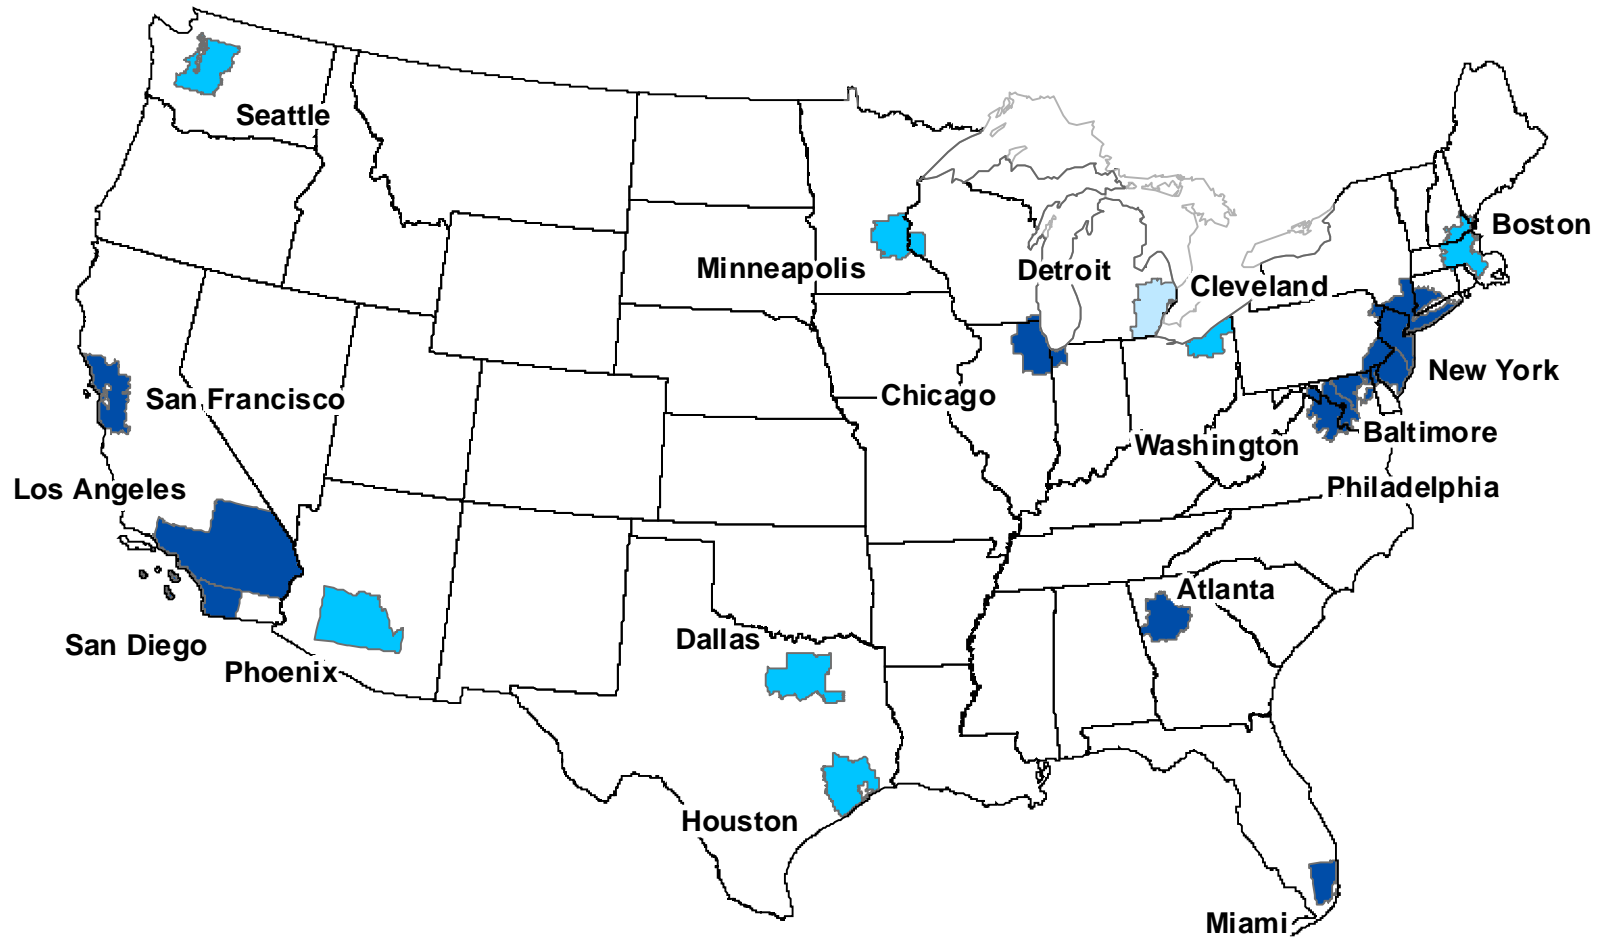 Seattle
Boston
Minneapolis
Detroit
Cleveland
New York
San Francisco
Chicago
Baltimore
Washington
Los Angeles
Philadelphia
Atlanta
San Diego
Dallas
Phoenix
Houston
Miami